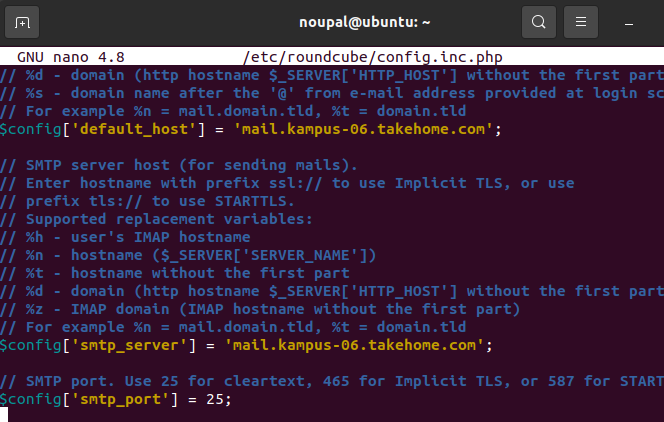 noupal@ubuntu: ~
GNU nano 4.8 /etc/roundcube/config.inc.php
// %d - domain (http hostname $_SERVER['HTTP_HOST'] without the first part
// %s - domain name after the '@' from e-mail address provided at login sc
// For example %n = mail.domain.tld, %t = domain.tld
$config['default_host'] = 'mail.kampus-06.takehome.com';
// SMTP server host (for sending mails).
// Enter hostname with prefix ssl:// to use Implicit TLS, or use
// prefix tls:// to use STARTTLS.
// Supported replacement variables:
// %h - user's IMAP hostname
// %n - hostname ($_SERVER['SERVER_NAME'])
// %t - hostname without the first part
// %d - domain (http hostname $_SERVER['HTTP_HOST'] without the first part
// %z - IMAP domain (IMAP hostname without the first part)
// For example %n = mail.domain.tld, %t = domain.tld
$config['smtp_server'] = 'mail.kampus-06.takehome.com';
// SMTP port. Use 25 for cleartext, 465 for Implicit TLS, or 587 for START
$config['smtp_port'] = 25;